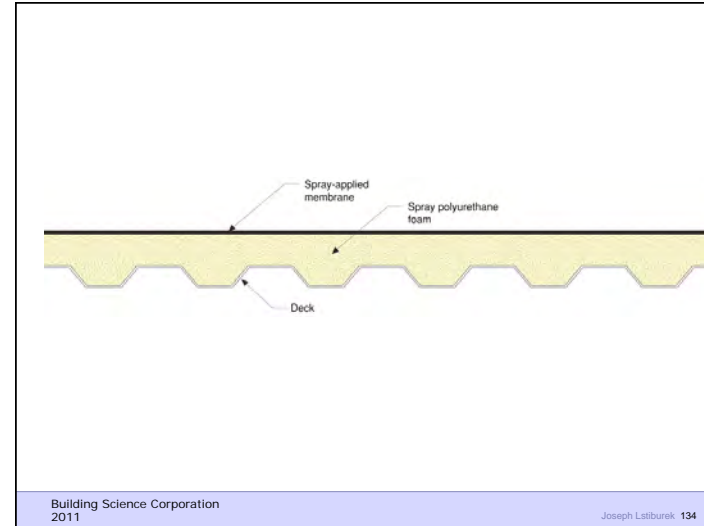 Spray-applied
membrane
Spray polyurethane
foam
Deck
Building Science Corporation
2011
Joseph Lstiburek 134